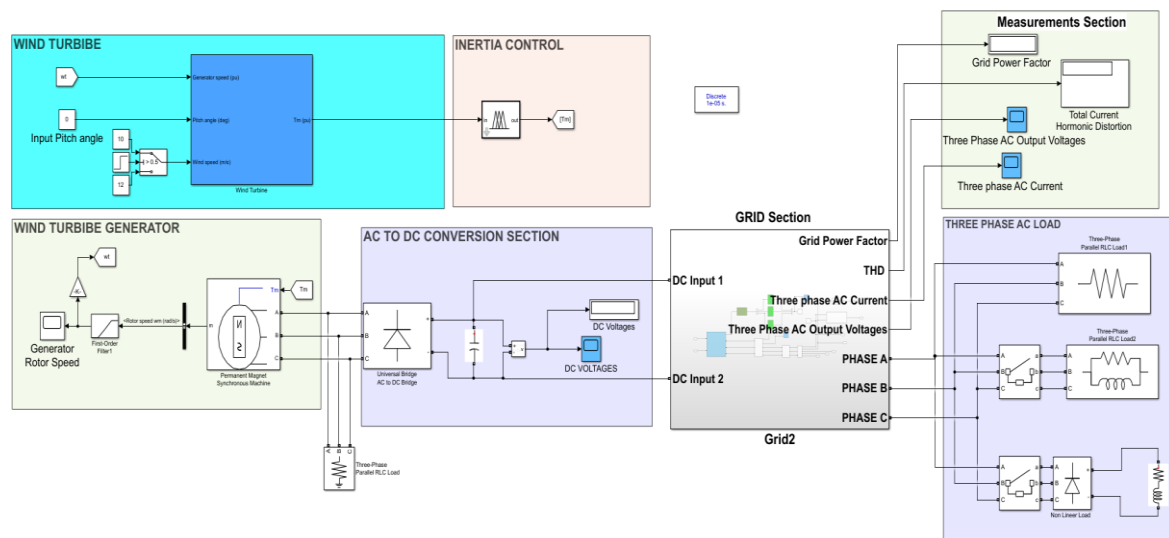 WIND TURBIBE
wt
Generator speed (pu)
0
Pitch angle (deg)
Input Pitch angle
Tm (pu)
10
> 0.5
Wind speed (m/s)
12
Wind Turbine
INERTIA CONTROL
in
out
[Tm]
Discrete
1e-05 s.
Measurements Section
Grid Power Factor
Total Current
Hormonic Distortion
Three Phase AC Output Voltages
Three phase AC Current
WIND TURBIBE GENERATOR
wt
-K-
<Rotor speed wm (rad/s)>
Generator
Rotor Speed
First-Order
Filter1
m
Tm
Tm
N
S
A
B
C
Permanent Magnet
Synchronous Machine
AC TO DC CONVERSION SECTION
A
B
C
+
-
Universal Bridge
AC to DC Bridge
+
-
v
DC Voltages
DC VOLTAGES
A
B
C
Three-Phase
Parallel RLC Load
GRID Section
Grid Power Factor
THD
DC Input 1
Three phase AC Current
Three Phase AC Output Voltages
PHASE A
DC Input 2
PHASE B
PHASE C
Grid2
THREE PHASE AC LOAD
Three-Phase
Parallel RLC Load1
A
B
C
Three-Phase
Parallel RLC Load2
A
B
C
a
b
c
A
B
C
A
B
C
a
b
c
A
B
C
+
-
Non Lineer Load